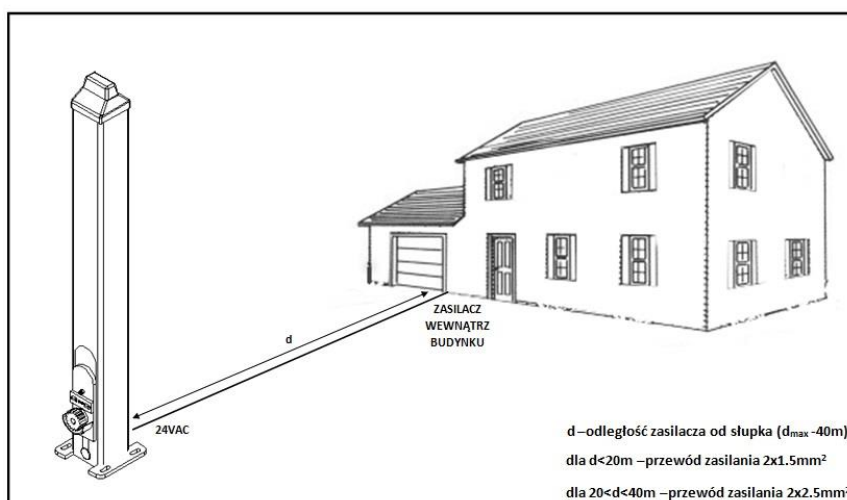 ZASILACZ
WEWNĄTRZ
BUDYNKU
d
24VAC
d–odległość zasilacza od słupka (dmax -40m)
dla d<20m –przewód zasilania 2x1.5mm²
dla 20<d<40m –przewód zasilania 2x2.5mm²